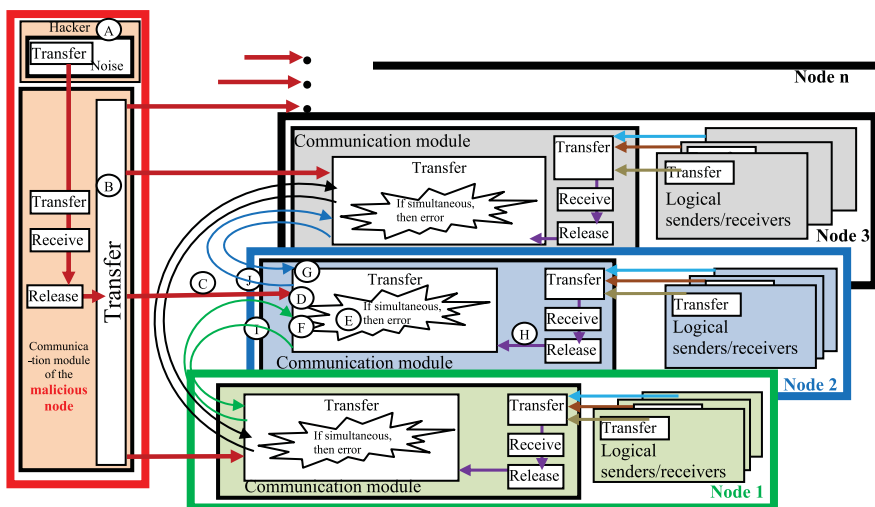 Hacker
A
Transfer
Noise
B
Transfer
Receive
Release
Transfer
Communica
-tion module
of the
malicious
node
Node n
Communication module
Transfer
If simultaneous,
then error
Transfer
Receive
Release
Transfer
Logical
senders/receivers
Node 3
C
J
I
G
D
E
F
H
If simultaneous,
then error
Communication module
Transfer
Receive
Release
Transfer
Logical
senders/receivers
Node 2
Transfer
If simultaneous,
then error
Communication module
Transfer
Receive
Release
Transfer
Logical
senders/receivers
Node 1
Transfer